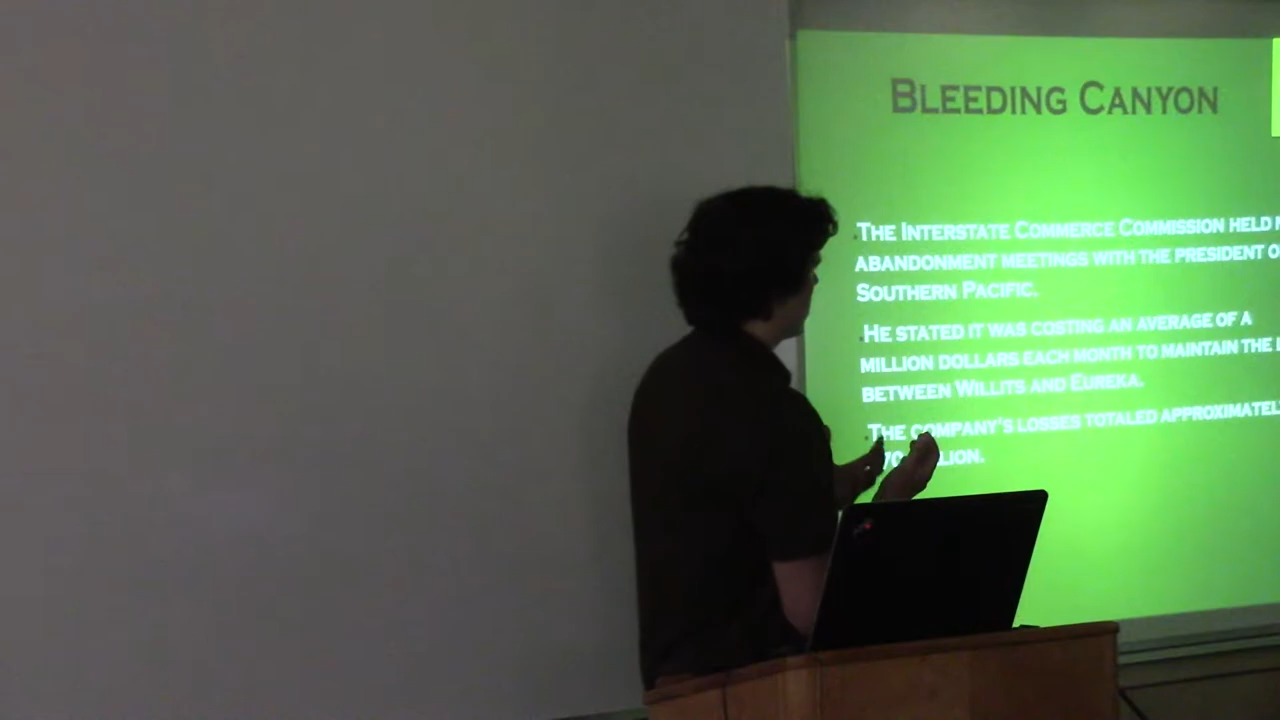 BLEEDING CANYON
THE INTERSTATE COMMERCE COMMISSION HELD
ABANDONMENT MEETINGS WITH THE PRESIDENT
SOUTHERN PACIFIC.
HE STATED IT WAS COSTING AN AVERAGE OF A
MILLION DOLLARS EACH MONTH TO MAINTAIN THE
BETWEEN WILLITS AND EUREKA.
THE COMPANY'S LOSSES TOTALED APPROXIMATELY